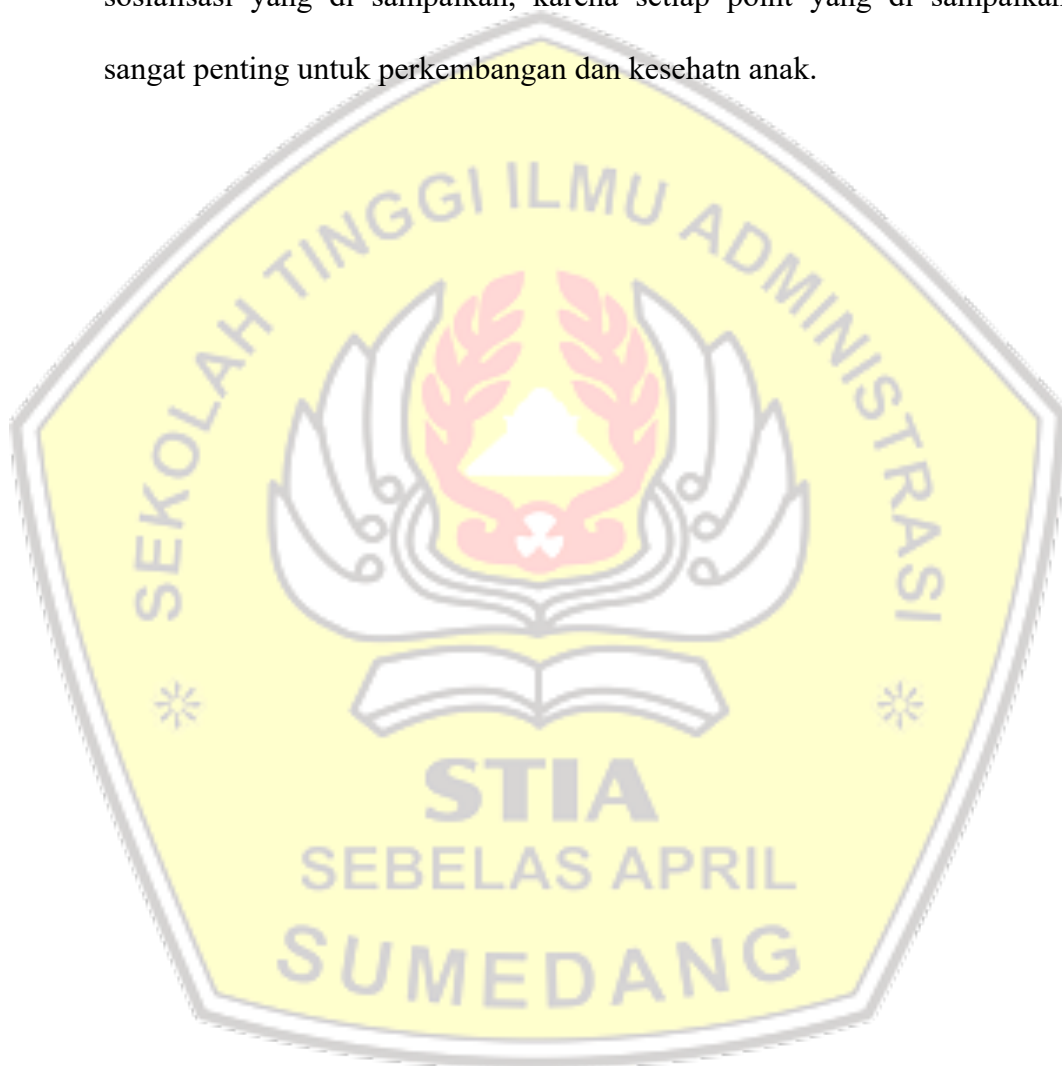 sosialisasi yang di sampaikan, karena setiap point yang di sampaikan
sangat penting untuk perkembangan dan kesehatn anak.
SEKOLAH TINGGI ILMU ADMINISTRASI
STIA
SEBELAS APRIL
SUMEDANG